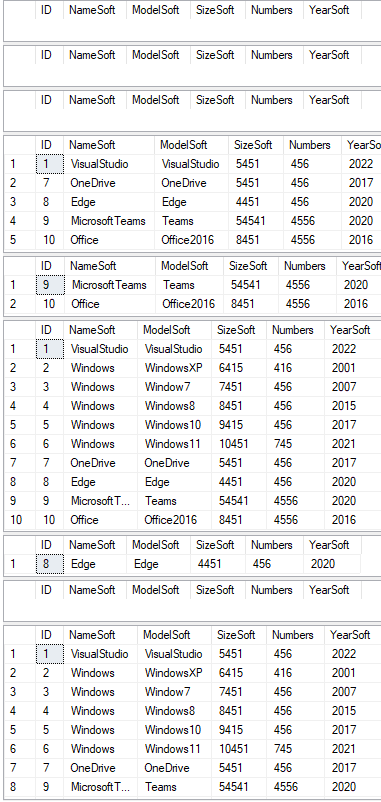 ID NameSoft ModelSoft SizeSoft Numbers YearSoft
ID NameSoft ModelSoft SizeSoft Numbers YearSoft
ID NameSoft ModelSoft SizeSoft Numbers YearSoft
ID NameSoft ModelSoft SizeSoft Numbers YearSo
1 1 VisualStudio VisualStudio 5451 456 2022
2 7 OneDrive OneDrive 5451 456 2017
3 8 Edge Edge 4451 456 2020
4 9 MicrosoftTeams Teams 54541 4556 2020
5 10 Office Office2016 8451 4556 2016
ID NameSoft ModelSoft SizeSoft Numbers YearSoft
1 9 MicrosoftTeams Teams 54541 4556 2020
2 10 Office Office2016 8451 4556 2016
ID NameSoft ModelSoft SizeSoft Numbers YearSoft
1 1 VisualStudio VisualStudio 5451 456 2022
2 2 Windows WindowsXP 6415 416 2001
3 3 Windows Window7 7451 456 2007
4 4 Windows Windows8 8451 456 2015
5 5 Windows Windows10 9415 456 2017
6 6 Windows Windows11 10451 745 2021
7 7 OneDrive OneDrive 5451 456 2017
8 8 Edge Edge 4451 456 2020
9 9 MicrosoftT... Teams 54541 4556 2020
10 10 Office Office2016 8451 4556 2016
ID NameSoft ModelSoft SizeSoft Numbers YearSoft
1 8 Edge Edge 4451 456 2020
ID NameSoft ModelSoft SizeSoft Numbers YearSoft
ID NameSoft ModelSoft SizeSoft Numbers YearSoft
1 1 VisualStudio VisualStudio 5451 456 2022
2 2 Windows WindowsXP 6415 416 2001
3 3 Windows Window7 7451 456 2007
4 4 Windows Windows8 8451 456 2015
5 5 Windows Windows10 9415 456 2017
6 6 Windows Windows11 10451 745 2021
7 7 OneDrive OneDrive 5451 456 2017
8 9 MicrosoftT... Teams 54541 4556 2020